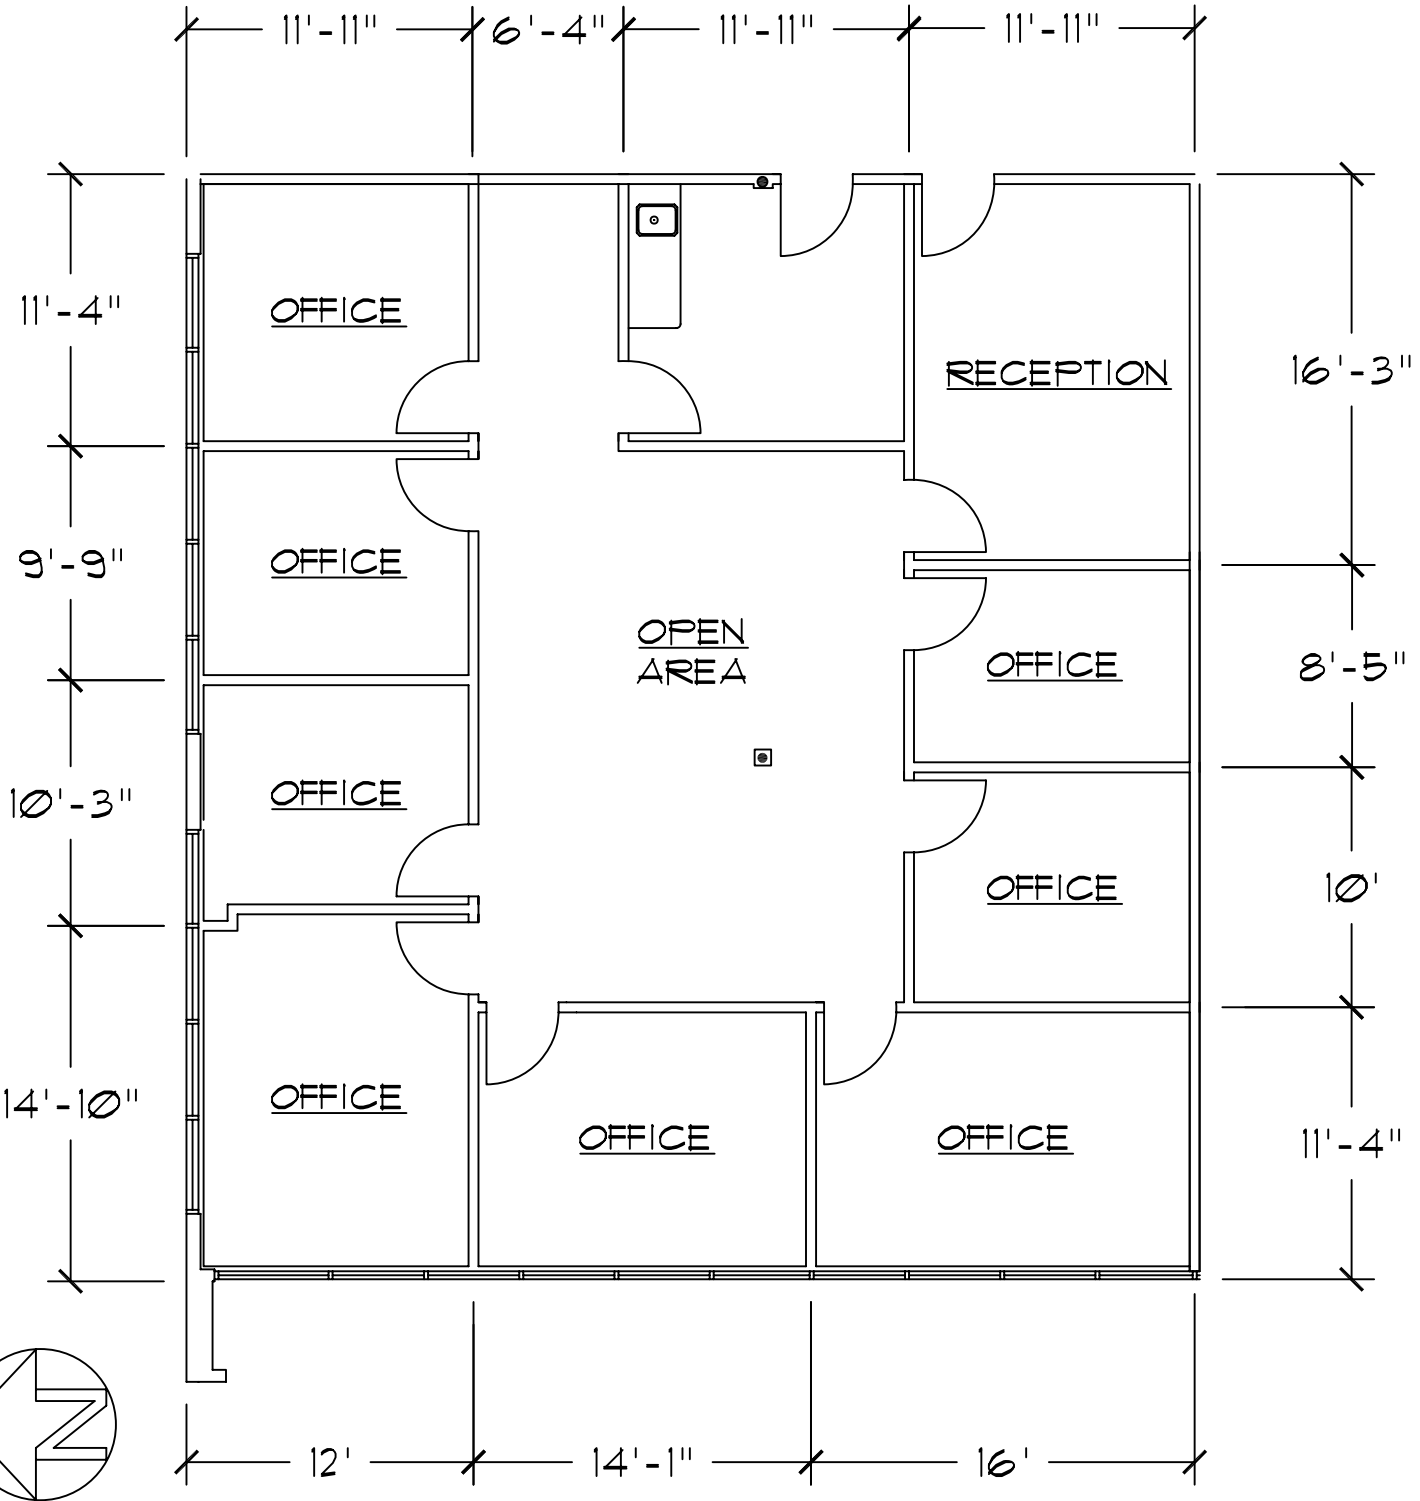 11'-11" 6'-4" 11'-11" 11'-11"
11'-4"
OFFICE
RECEPTION
16'-3"
9'-9"
OFFICE
OPEN
AREA
OFFICE
8'-5"
10'-3"
OFFICE
OFFICE
10'
14'-10"
OFFICE
OFFICE
OFFICE
11'-4"
N
12' 14'-1" 16'